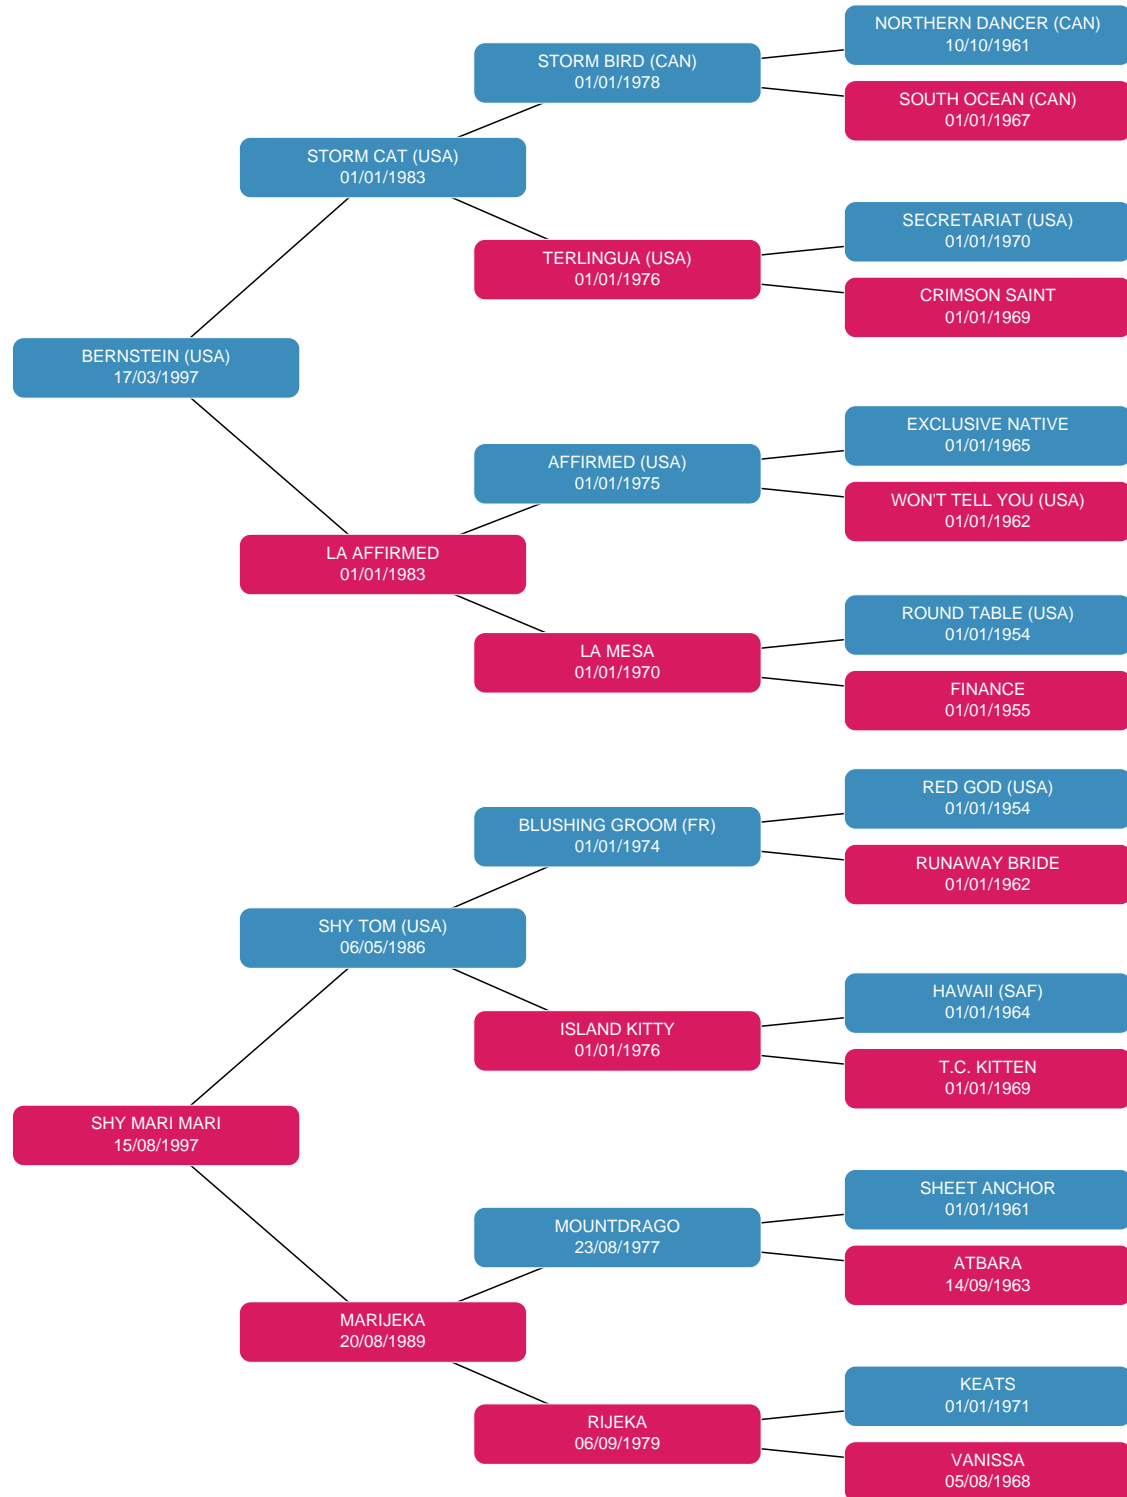 NORTHERN DANCER (CAN)
10/10/1961
STORM BIRD (CAN)
01/01/1978
SOUTH OCEAN (CAN)
01/01/1967
STORM CAT (USA)
01/01/1983
SECRETARIAT (USA)
01/01/1970
TERLINGUA (USA)
01/01/1976
CRIMSON SAINT
01/01/1969
BERNSTEIN (USA)
17/03/1997
EXCLUSIVE NATIVE
01/01/1965
AFFIRMED (USA)
01/01/1975
WON'T TELL YOU (USA)
01/01/1962
LA AFFIRMED
01/01/1983
ROUND TABLE (USA)
01/01/1954
LA MESA
01/01/1970
FINANCE
01/01/1955
RED GOD (USA)
01/01/1954
BLUSHING GROOM (FR)
01/01/1974
RUNAWAY BRIDE
01/01/1962
SHY TOM (USA)
06/05/1986
HAWAII (SAF)
01/01/1964
ISLAND KITTY
01/01/1976
T.C. KITTEN
01/01/1969
SHY MARI MARI
15/08/1997
SHEET ANCHOR
01/01/1961
MOUNTDRAGO
23/08/1977
ATBARA
14/09/1963
MARIJEKA
20/08/1989
KEATS
01/01/1971
RIJEKA
06/09/1979
VANISSA
05/08/1968